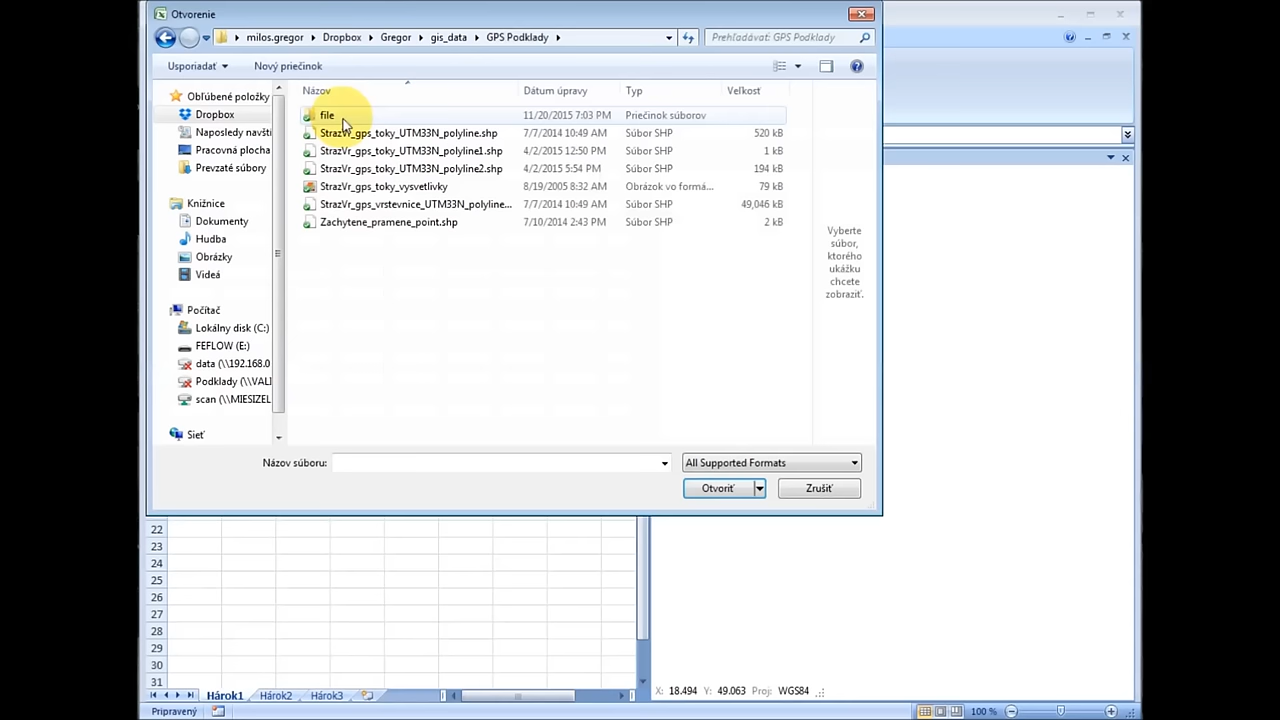 Otvorenie
milos.gregor Dropbox Gregor gis_data GPS Podklady
Prehľadávať: GPS Podklady
Usporiadať Nový priečinok
Obľúbené položky
Dropbox
Naposledy navšti
Pracovná plocha
Prevzaté súbory
Knižnice
Dokumenty
Hudba
Obrázky
Videá
Počítač
Lokálny disk (C:)
FEFLOW (E:)
data (\\192.168.0
Podklady (\\VALI
scan (\\MIESIZEL
Sieť
Názov Dátum úpravy Typ Veľkosť
file 11/20/2015 7:03 PM Priečinok súborov
StrazVr_gps_toky_UTM33N_polyline.shp 7/7/2014 10:49 AM Súbor SHP 520 kB
StrazVr_gps_toky_UTM33N_polyline1.shp 4/2/2015 12:50 PM Súbor SHP 1 kB
StrazVr_gps_toky_UTM33N_polyline2.shp 4/2/2015 5:54 PM Súbor SHP 194 kB
StrazVr_gps_toky_vysvetlivky 8/19/2005 8:32 AM Obrázok vo formá... 79 kB
StrazVr_gps_vrstevnice_UTM33N_polyline... 7/7/2014 10:49 AM Súbor SHP 49,046 kB
Zachytene_pramene_point.shp 7/10/2014 2:43 PM Súbor SHP 2 kB
Vyberte
súbor,
ktorého
ukážku
chcete
zobraziť.
Názov súboru: All Supported Formats
Otvoriť Zrušiť
22
23
24
25
26
27
28
29
30
31
Hárok1 Hárok2 Hárok3
X: 18.494 Y: 49.063 Proj: WGS84
Pripravený 100 %